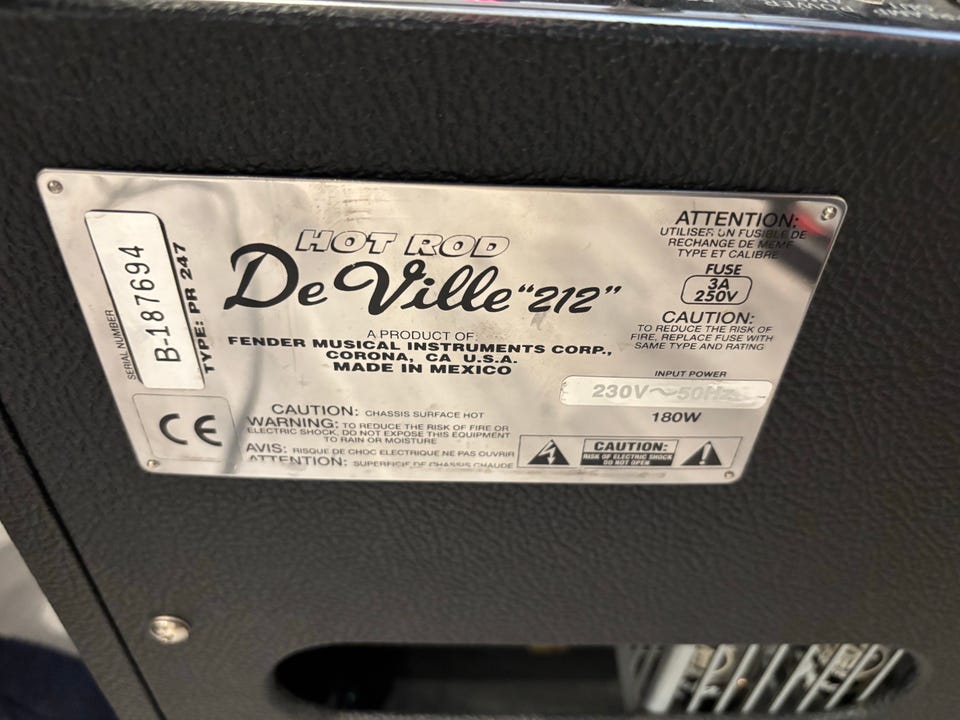 SERIAL NUMBER
B-187694
TYPE: PR 247
HOT ROD
De Ville "212"
A PRODUCT OF
FENDER MUSICAL INSTRUMENTS CORP.,
CORONA, CA U.S.A.
MADE IN MEXICO
CAUTION: CHASSIS SURFACE HOT
WARNING: TO REDUCE THE RISK OF FIRE OR
ELECTRIC SHOCK, DO NOT EXPOSE THIS EQUIPMENT
TO RAIN OR MOISTURE
AVIS: RISQUE DE CHOC ELECTRIQUE NE PAS OUVRIR
ATTENTION: SUPERFICIE DE CHASSIS CHAUDE
CE
ATTENTION:
UTILISER UN FUSIBLE DE
RECHANGE DE MEME
TYPE ET CALIBRE
FUSE
3A
250V
CAUTION:
TO REDUCE THE RISK OF
FIRE, REPLACE FUSE WITH
SAME TYPE AND RATING
INPUT POWER
230V~50Hz
180W
CAUTION:
RISK OF ELECTRIC SHOCK
DO NOT OPEN